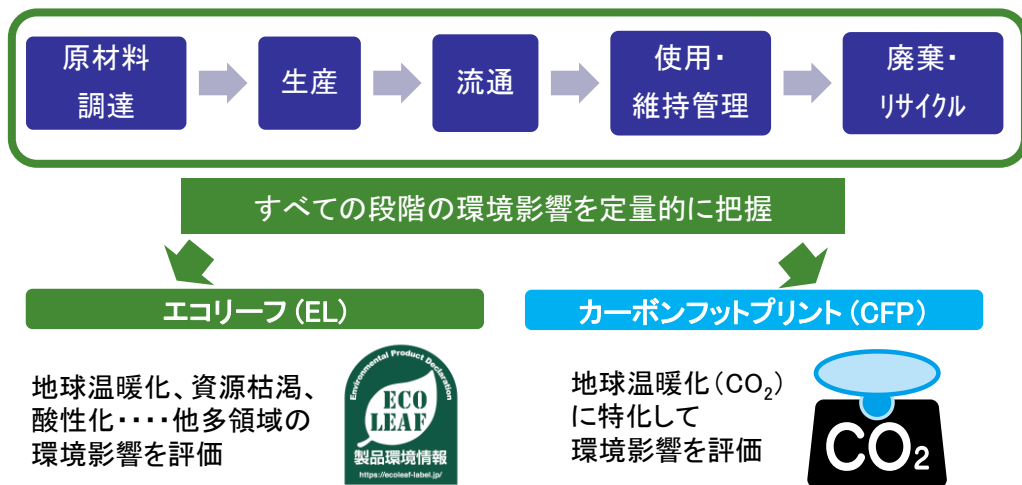 原材料
調達
生産
流通
使用・
維持管理
廃棄・
ﾘｻｲｸﾙ
すべての段階の環境影響を定量的に把握
エコリーフ(EL)
カーボンフットプリント(CFP)
地球温暖化、資源枯渇、
酸性化････他多領域の
環境影響を評価
Environmental Product Declaration
ECO
LEAF
製品環境情報
https://ecoleaf-label.jp/
地球温暖化(CO₂)
に特化して
環境影響を評価
CO₂